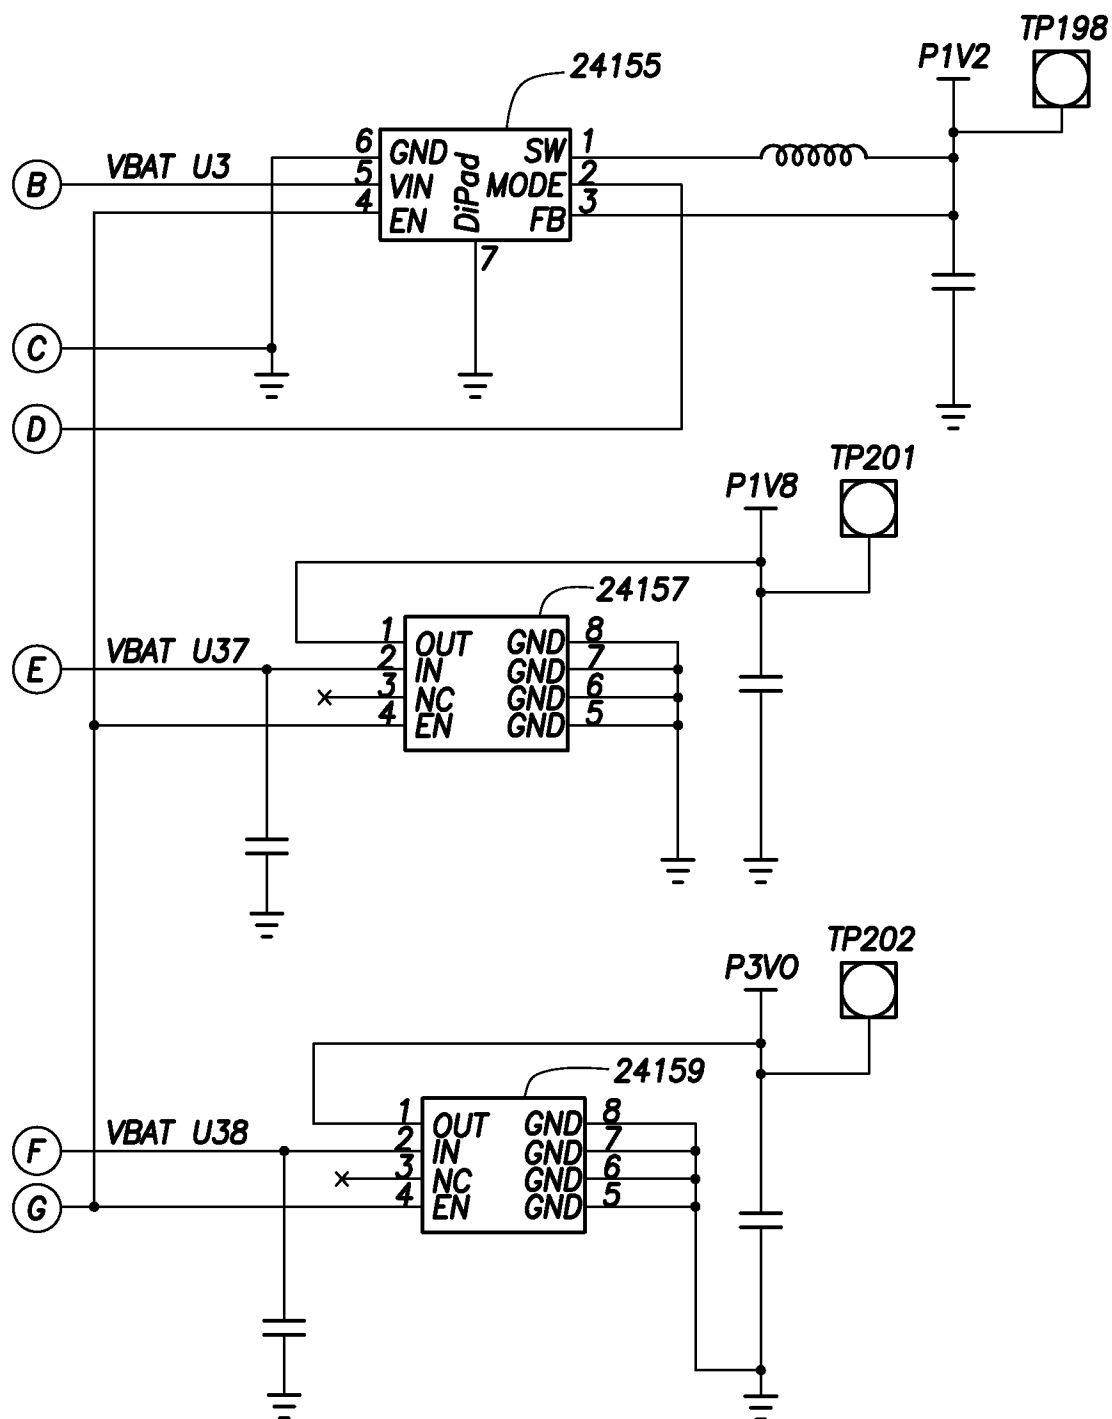 TP198
P1V2
24155
B
VBAT U3
6 GND SW 1
5 VIN MODE 2
4 EN FB 3
DiPad
7
C
D
TP201
P1V8
24157
E
VBAT U37
1 OUT GND 8
2 IN GND 7
3 NC GND 6
4 EN GND 5
TP202
P3V0
24159
F
VBAT U38
1 OUT GND 8
2 IN GND 7
3 NC GND 6
4 EN GND 5
G